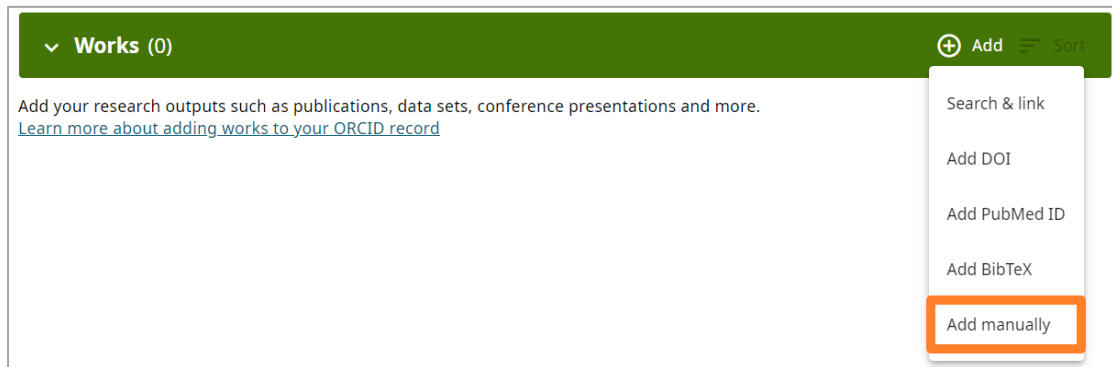 Works (0)
Add
Sort
Add your research outputs such as publications, data sets, conference presentations and more.
Learn more about adding works to your ORCID record
Search & link
Add DOI
Add PubMed ID
Add BibTeX
Add manually